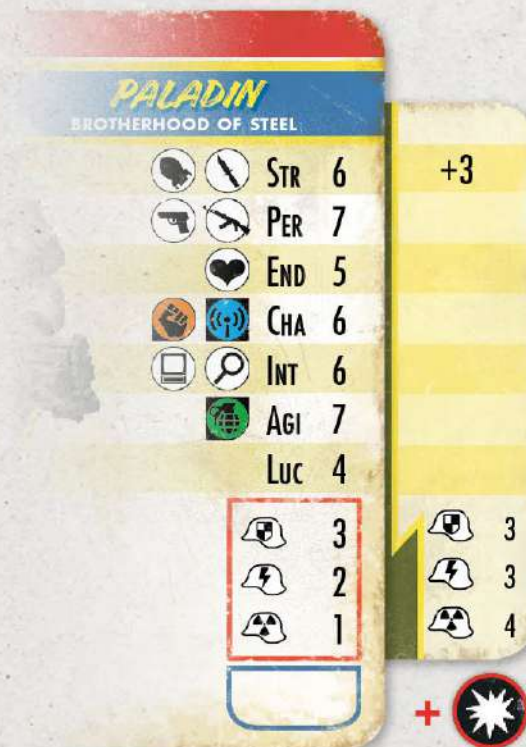 PALADIN
BROTHERHOOD OF STEEL
STR 6 +3
PER 7
END 5
CHA 6
INT 6
AGI 7
LUC 4
3 3
2 3
1 4
+